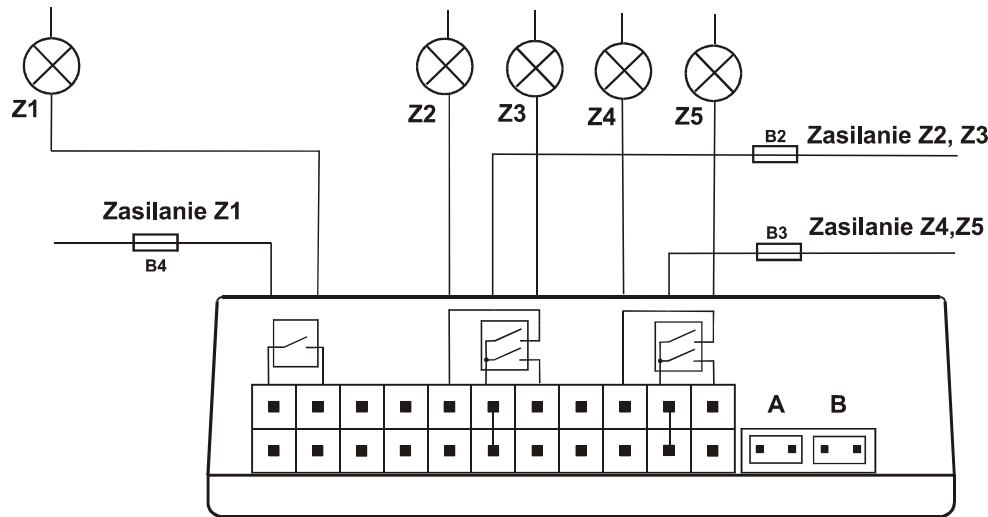 Z1
Z2
Z3
Z4
Z5
B2
Zasilanie Z2, Z3
Zasilanie Z1
B4
B3
Zasilanie Z4,Z5
A
B